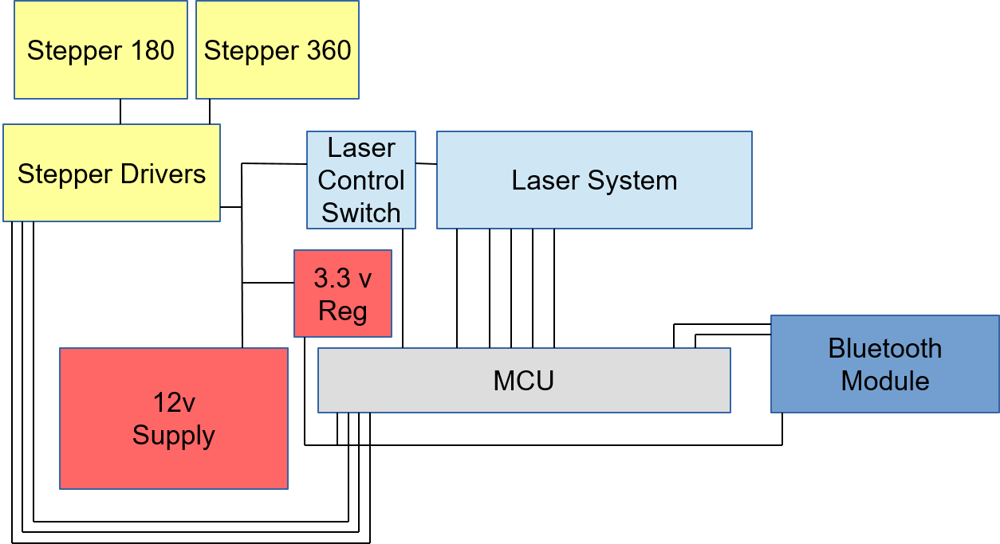 Stepper 180
Stepper 360
Stepper Drivers
Laser
Control
Switch
Laser System
3.3 v
Reg
12v
Supply
MCU
Bluetooth
Module